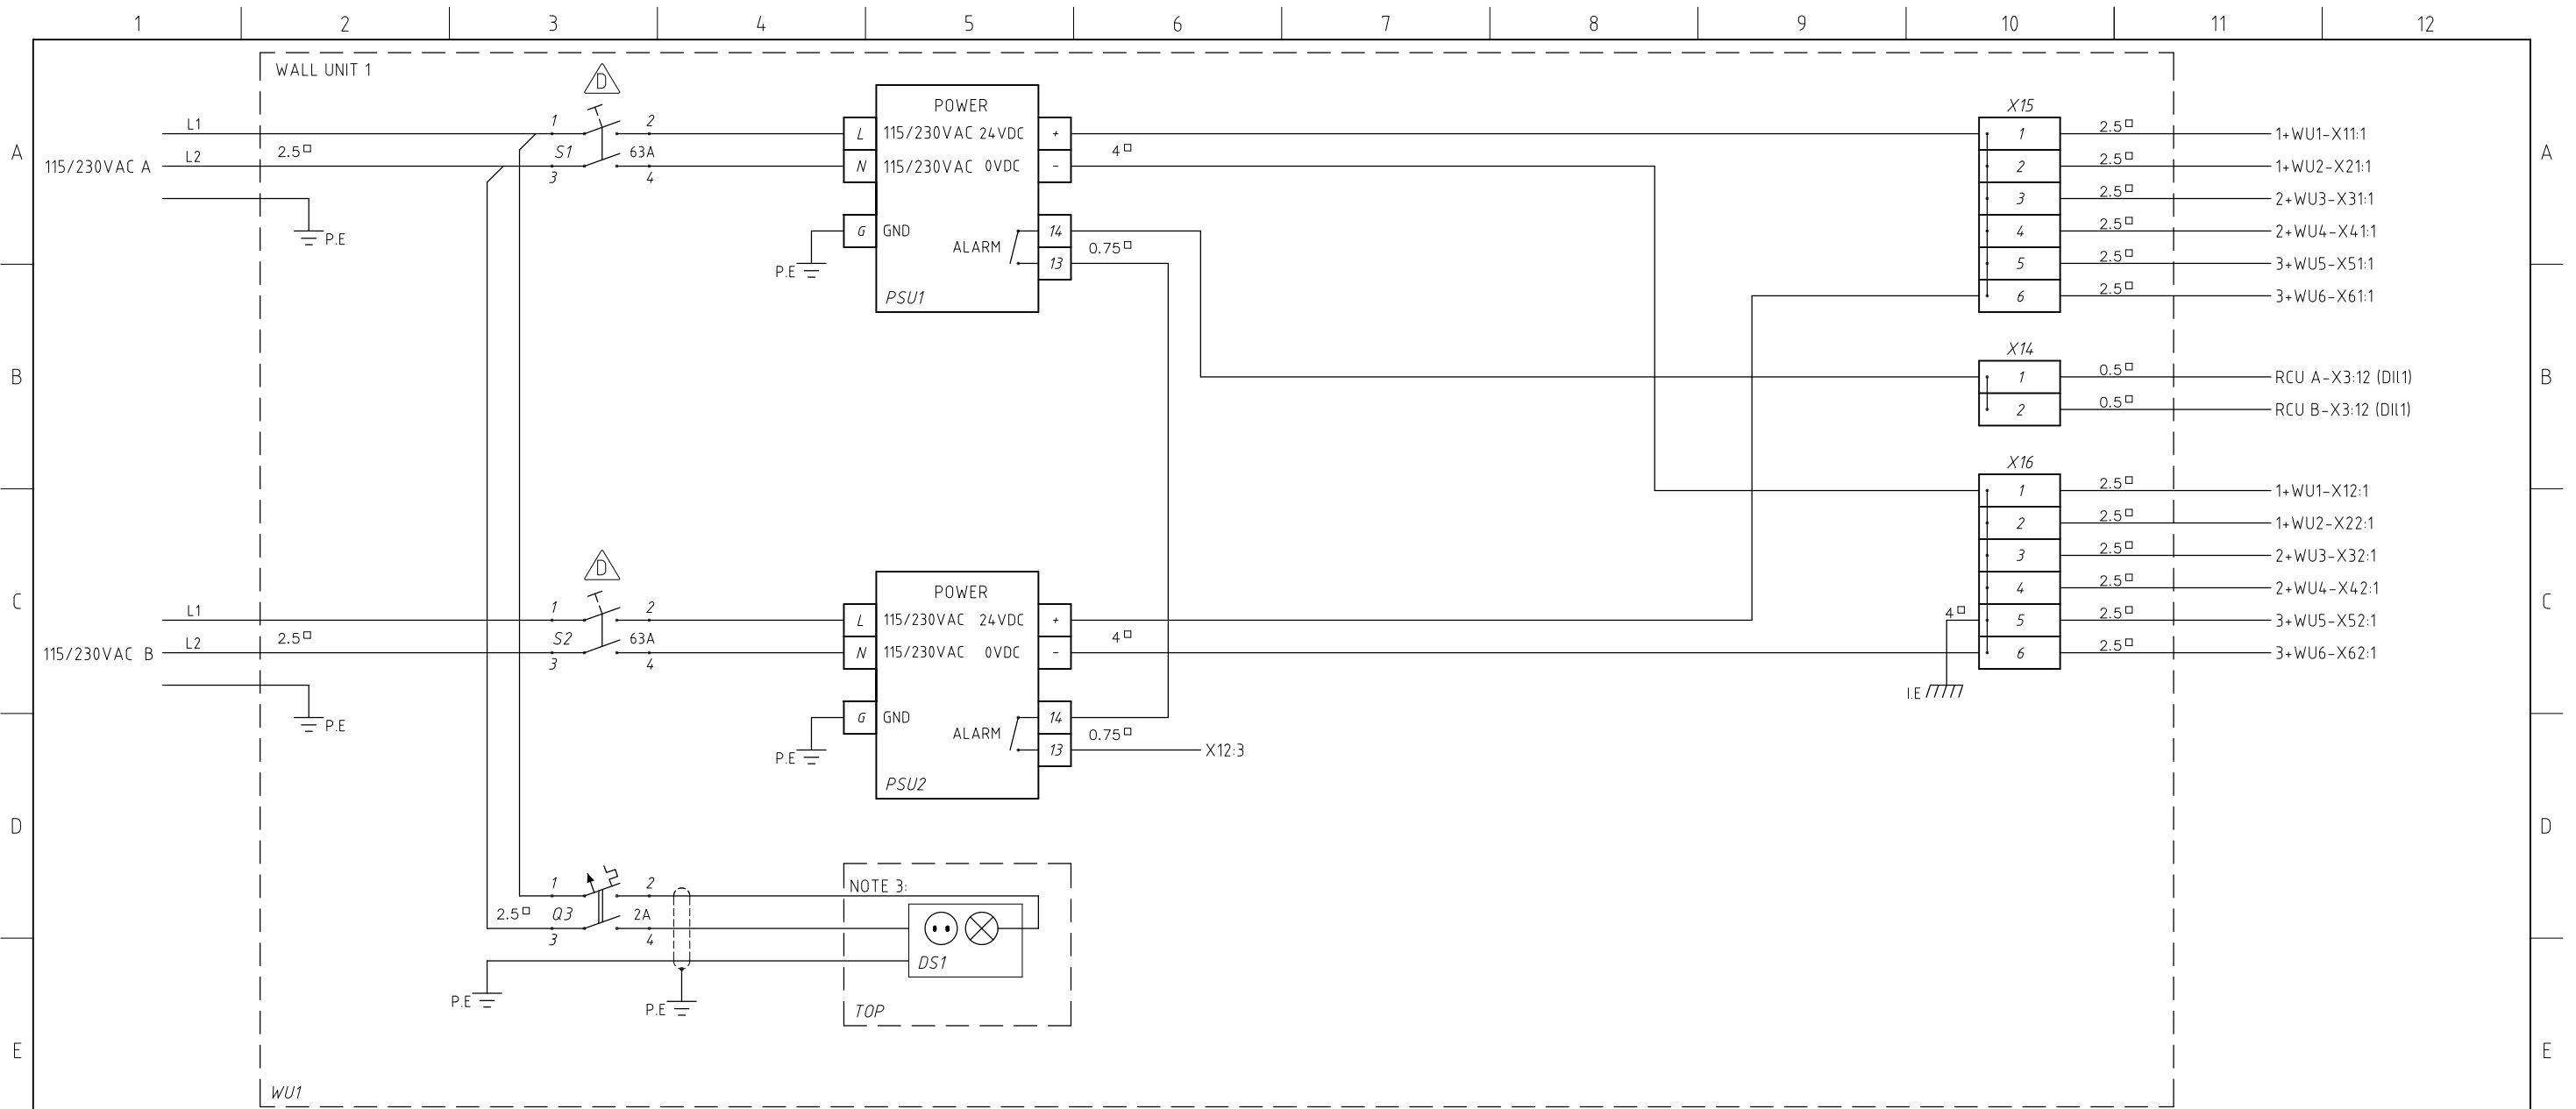 1 2 3 4 5 6 7 8 9 10 11 12
WALL UNIT 1
D
A
A
115/230VAC A
L1
L2
2.5□
P.E
1 2
S1 63A
3 4
POWER
L 115/230VAC 24VDC +
N 115/230VAC 0VDC -
G GND
ALARM
14
13
PSU1
P.E
4□
0.75□
X15
1 2.5□ 1+WU1-X11:1
2 2.5□ 1+WU2-X21:1
3 2.5□ 2+WU3-X31:1
4 2.5□ 2+WU4-X41:1
5 2.5□ 3+WU5-X51:1
6 2.5□ 3+WU6-X61:1
B
B
X14
1 0.5□ RCU A-X3:12 (DI11)
2 0.5□ RCU B-X3:12 (DI11)
X16
1 2.5□ 1+WU1-X12:1
2 2.5□ 1+WU2-X22:1
3 2.5□ 2+WU3-X32:1
4 2.5□ 2+WU4-X42:1
5 2.5□ 3+WU5-X52:1
6 2.5□ 3+WU6-X62:1
4□
I.E
C
C
D
115/230VAC B
L1
L2
2.5□
P.E
1 2
S2 63A
3 4
POWER
L 115/230VAC 24VDC +
N 115/230VAC 0VDC -
G GND
ALARM
14
13
PSU2
P.E
4□
0.75□
X12:3
D
D
1 2
2.5□ Q3 2A
3 4
P.E
P.E
NOTE 3:
DS1
TOP
E
E
WU1